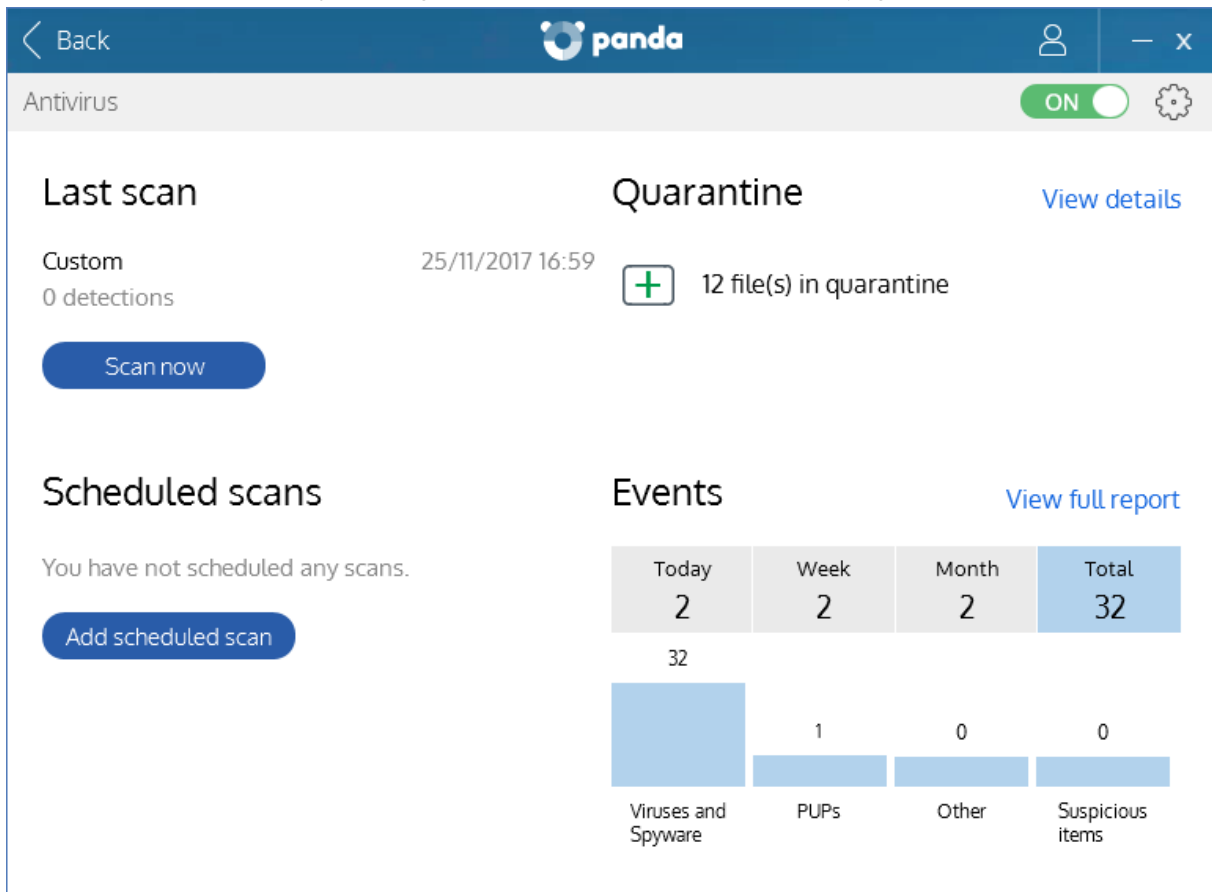 Back
panda
x
Antivirus
ON
Last scan
Custom
25/11/2017 16:59
0 detections
Scan now
Quarantine
View details
12 file(s) in quarantine
Scheduled scans
You have not scheduled any scans.
Add scheduled scan
Events
View full report
Today Week Month Total
2 2 2 32
32
1 0 0
Viruses and PUPs Other Suspicious
Spyware items